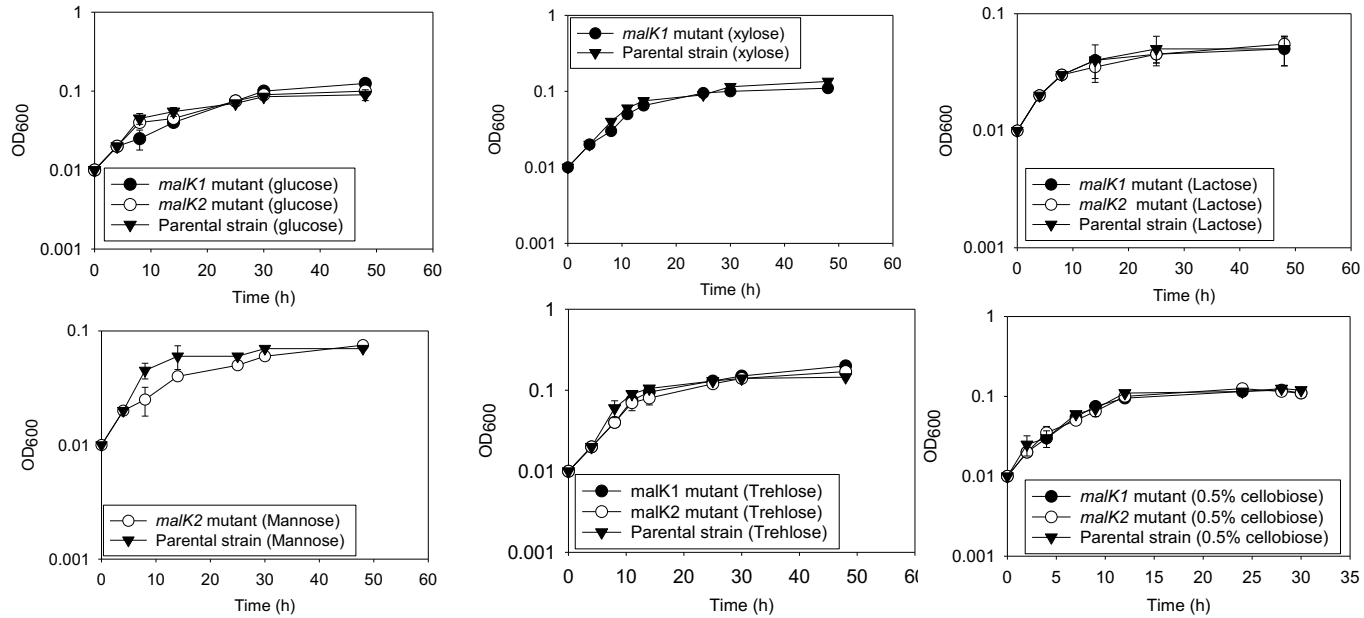 1
0.1
0.01
0.001
OD600
malK1 mutant (glucose)
malK2 mutant (glucose)
Parental strain (glucose)
0 10 20 30 40 50 60
Time (h)
1
0.1
0.01
0.001
OD600
malK1 mutant (xylose)
Parental strain (xylose)
0 10 20 30 40 50 60
Time (h)
0.1
0.01
0.001
OD600
malK1 mutant (Lactose)
malK2 mutant (Lactose)
Parental strain (Lactose)
0 10 20 30 40 50 60
Time (h)
0.1
0.01
0.001
OD600
malK2 mutant (Mannose)
Parental strain (Mannose)
0 10 20 30 40 50 60
Time (h)
1
0.1
0.01
0.001
OD600
malK1 mutant (Trehlose)
malK2 mutant (Trehlose)
Parental strain (Trehlose)
0 10 20 30 40 50 60
Time (h)
1
0.1
0.01
0.001
OD600
malK1 mutant (0.5% cellobiose)
malK2 mutant (0.5% cellobiose)
Parental strain (0.5% cellobiose)
0 5 10 15 20 25 30 35
Time (h)